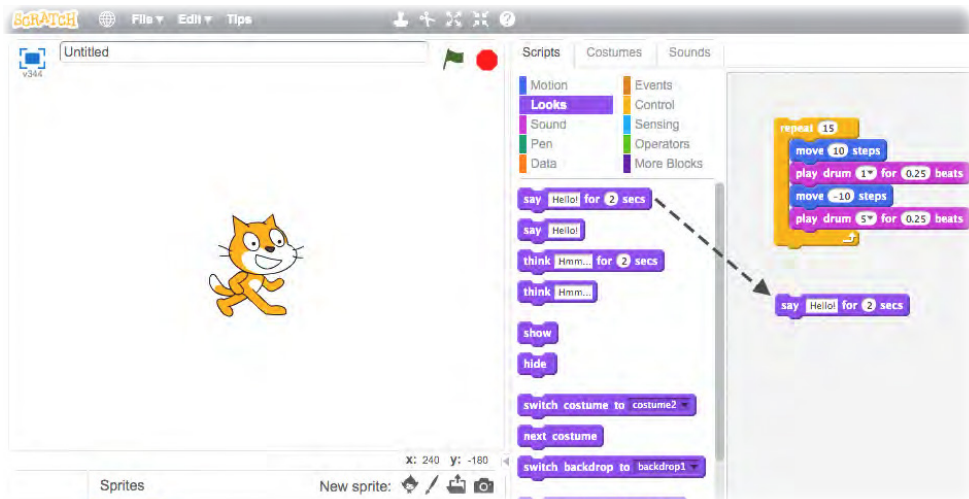 SCRATCH File Edit Tips
Untitled
v344
Scripts Costumes Sounds
Motion Events
Looks Control
Sound Sensing
Pen Operators
Data More Blocks
say Hello! for 2 secs
say Hello!
think Hmm... for 2 secs
think Hmm...
show
hide
switch costume to costume2
next costume
switch backdrop to backdrop1
repeat 15
move 10 steps
play drum 1 for 0.25 beats
move -10 steps
play drum 5 for 0.25 beats
say Hello! for 2 secs
x: 240 y: -180
Sprites New sprite: